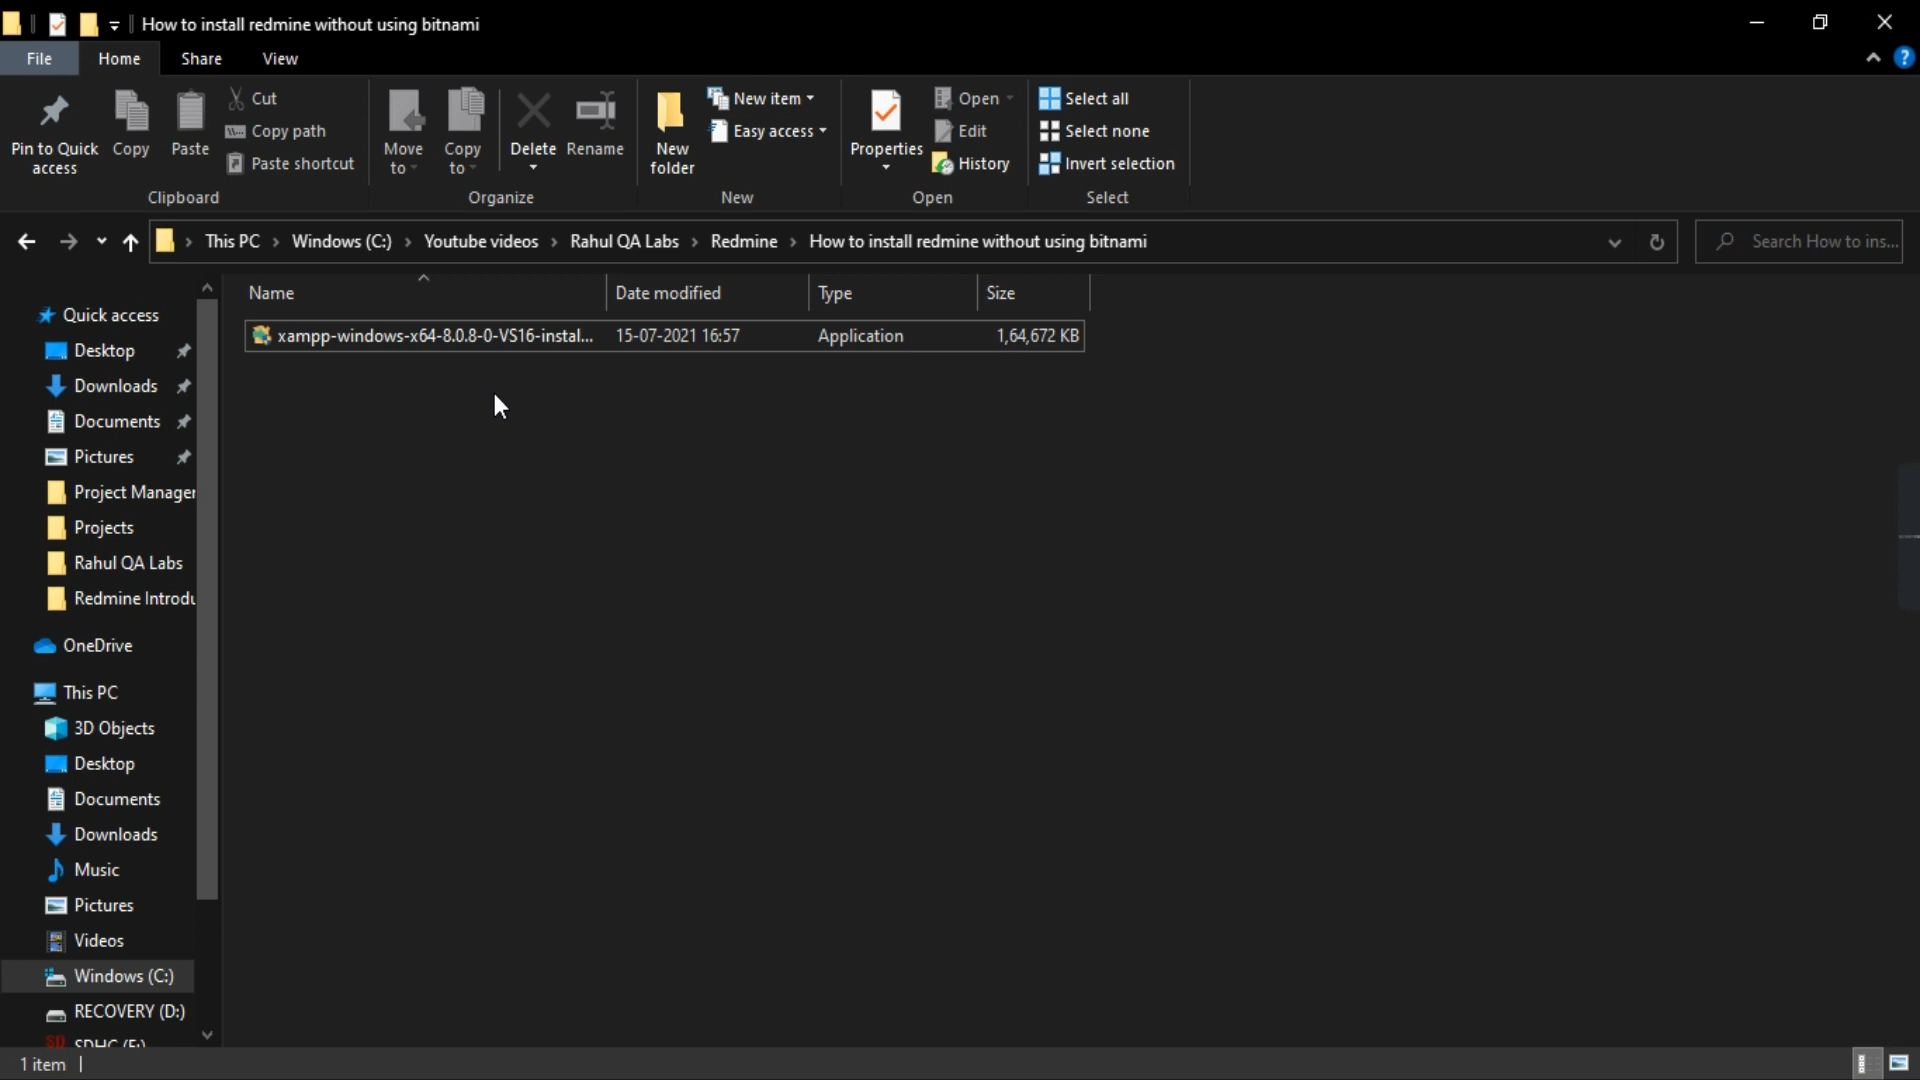 How to install redmine without using bitnami
File Home Share View
Pin to Quick access
Copy
Paste
Cut
Copy path
Paste shortcut
Clipboard
Move to
Copy to
Delete
Rename
Organize
New folder
New item
Easy access
New
Properties
Open
Edit
History
Open
Select all
Select none
Invert selection
Select
This PC > Windows (C:) > Youtube videos > Rahul QA Labs > Redmine > How to install redmine without using bitnami
Search How to ins...
Name Date modified Type Size
xampp-windows-x64-8.0.8-0-VS16-instal... 15-07-2021 16:57 Application 1,64,672 KB
Quick access
Desktop
Downloads
Documents
Pictures
Project Manager
Projects
Rahul QA Labs
Redmine Introdu
OneDrive
This PC
3D Objects
Desktop
Documents
Downloads
Music
Pictures
Videos
Windows (C:)
RECOVERY (D:)
1 item